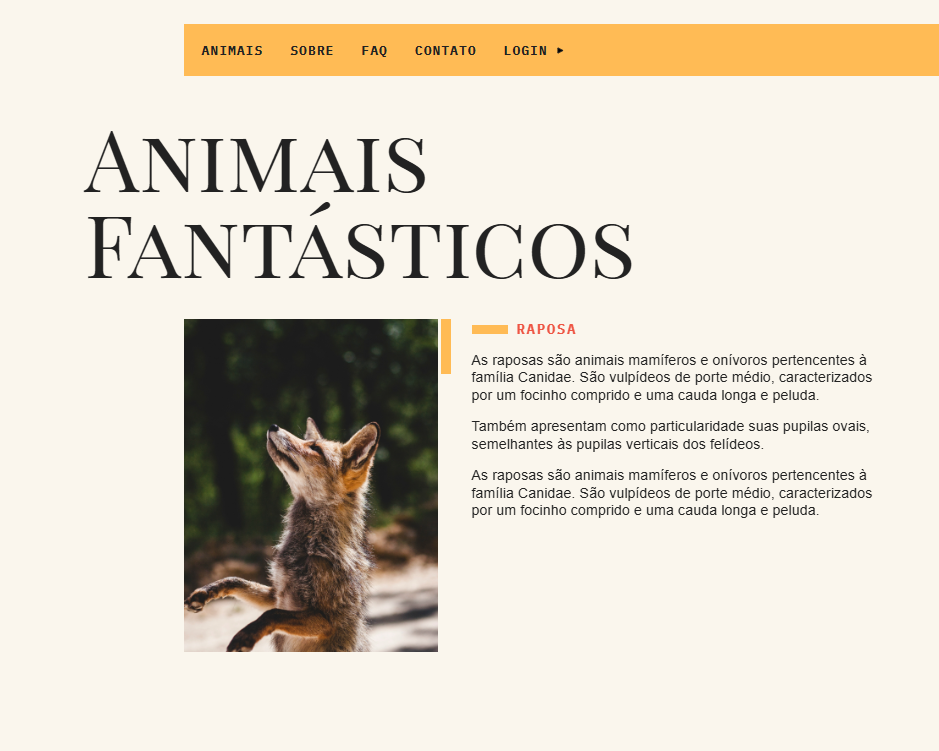 ANIMAIS SOBRE FAQ CONTATO LOGIN ▸
Animais
Fantásticos
RAPOSA
As raposas são animais mamíferos e onívoros pertencentes à
família Canidae. São vulpídeos de porte médio, caracterizados
por um focinho comprido e uma cauda longa e peluda.
Também apresentam como particularidade suas pupilas ovais,
semelhantes às pupilas verticais dos felídeos.
As raposas são animais mamíferos e onívoros pertencentes à
família Canidae. São vulpídeos de porte médio, caracterizados
por um focinho comprido e uma cauda longa e peluda.